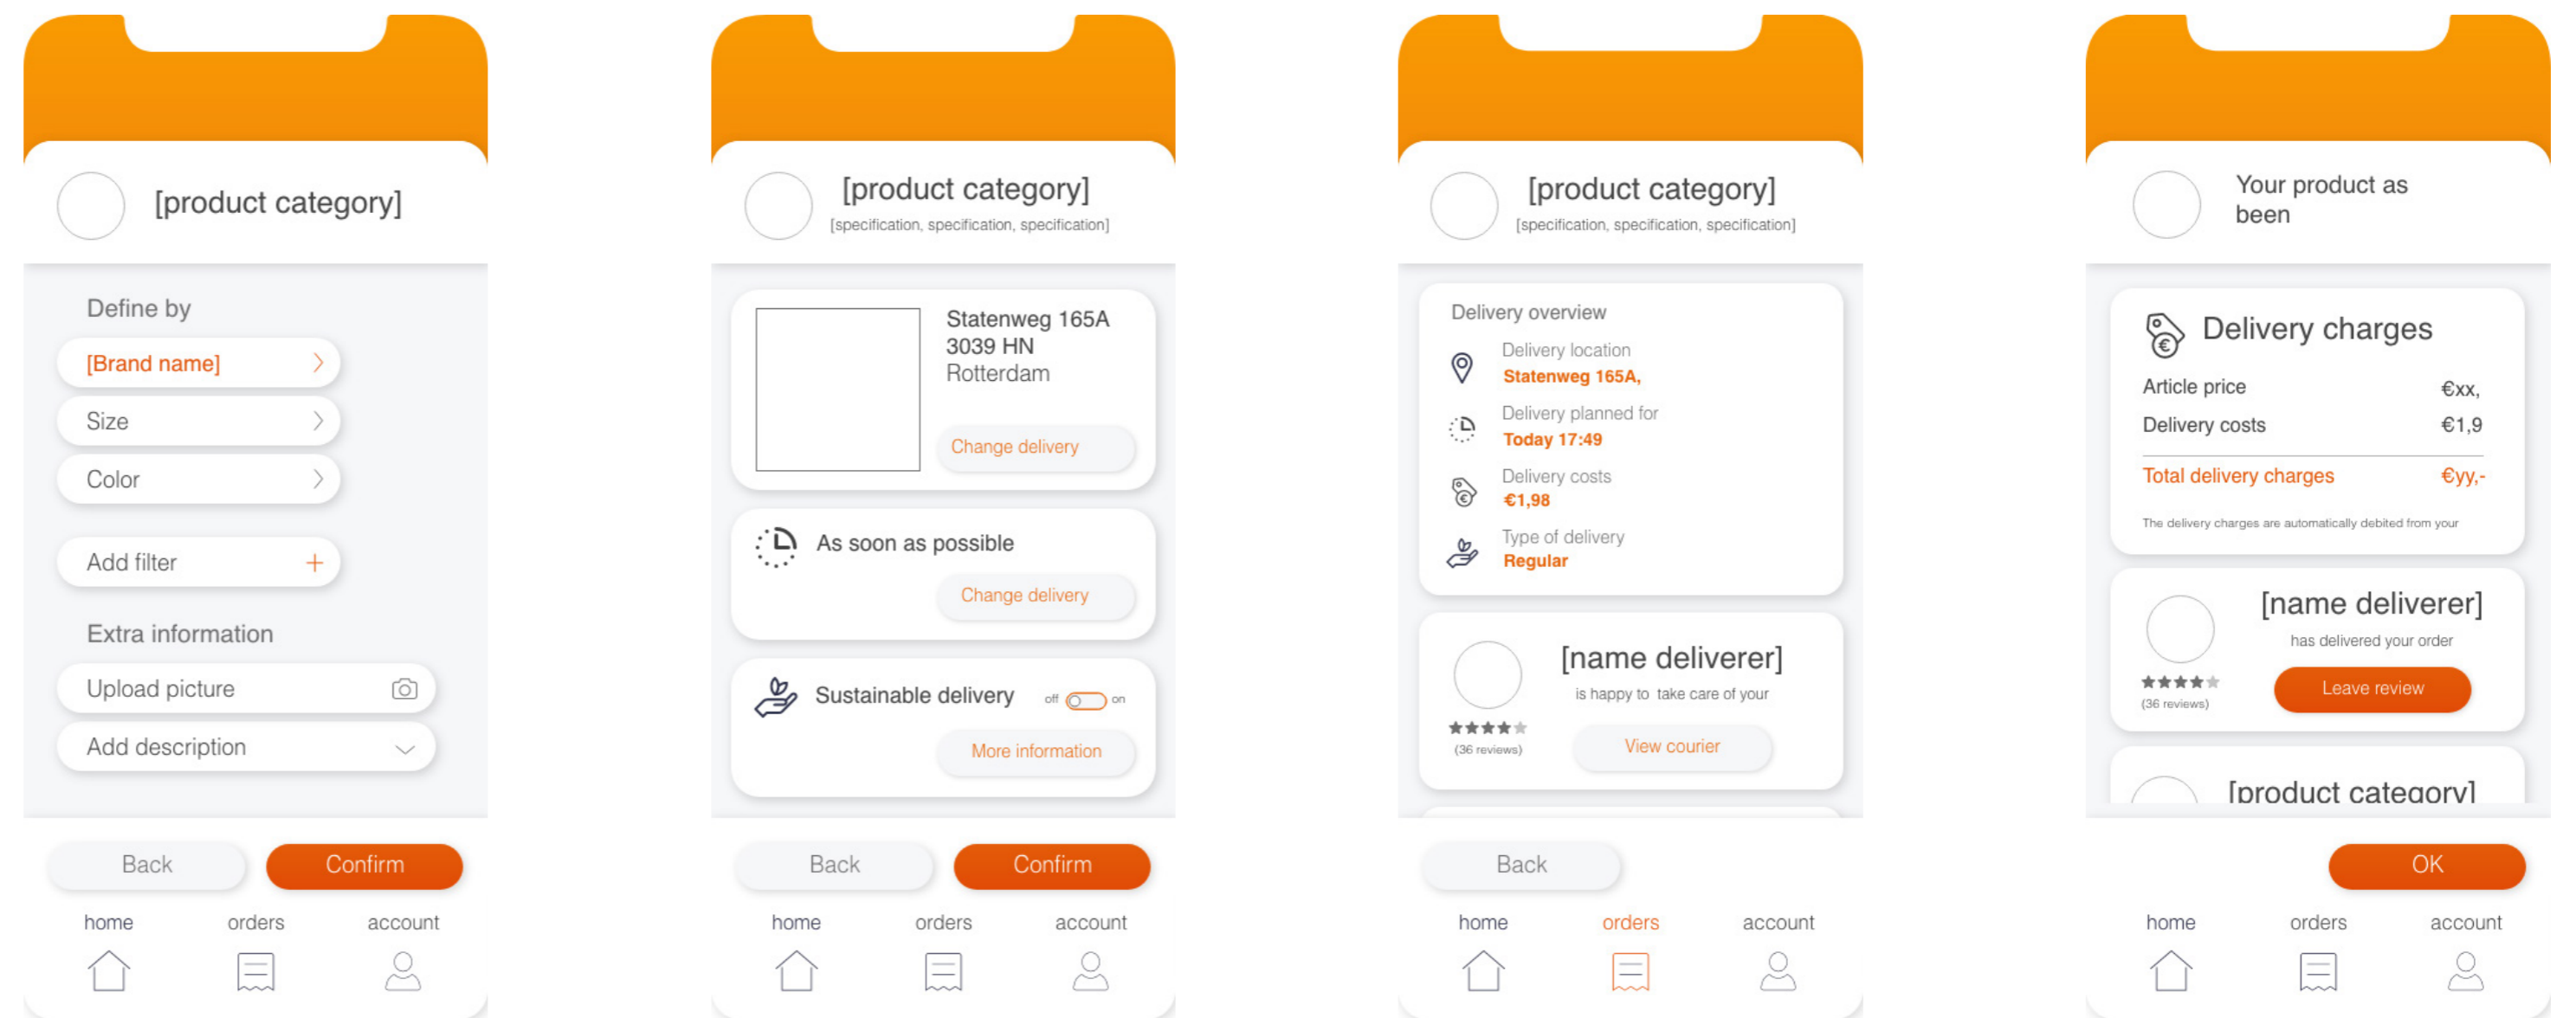 [product category]
Define by
[Brand name]
Size
Color
Add filter
Extra information
Upload picture
Add description
Back
Confirm
home
orders
account
[product category]
[specification, specification, specification]
Statenweg 165A
3039 HN
Rotterdam
Change delivery
As soon as possible
Change delivery
Sustainable delivery
off
on
More information
Back
Confirm
home
orders
account
[product category]
[specification, specification, specification]
Delivery overview
Delivery location
Statenweg 165A,
Delivery planned for
Today 17:49
Delivery costs
€1,98
Type of delivery
Regular
[name deliverer]
is happy to take care of your
(36 reviews)
View courier
Back
home
orders
account
Your product as
been
Delivery charges
Article price €xx,
Delivery costs €1,9
Total delivery charges €yy,-
The delivery charges are automatically debited from your
[name deliverer]
has delivered your order
(36 reviews)
Leave review
[product category]
OK
home
orders
account